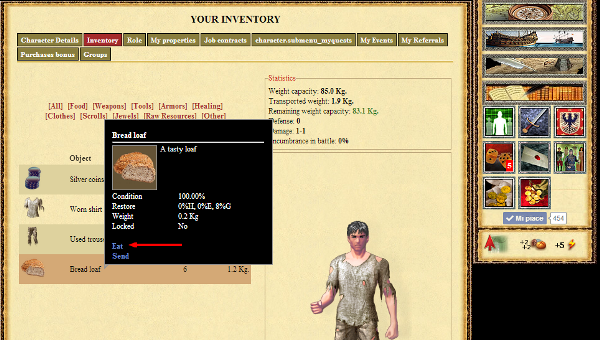 YOUR INVENTORY
Character Details Inventory Role My properties Job contracts character.submenu_myquests My Events My Referrals
Purchases bonus Groups
Statistics
Weight capacity: 85.0 Kg.
Transported weight: 1.9 Kg.
Remaining weight capacity: 83.1 Kg.
Defense: 0
Damage: 1-1
Encumbrance in battle: 0%
[All] [Food] [Weapons] [Tools] [Armors] [Healing]
[Clothes] [Scrolls] [Jewels] [Raw Resources] [Other]
Object
Silver coins
Worn shirt
Used trouse
Bread loaf 6 1.2 Kg.
Bread loaf
A tasty loaf
Condition 100.00%
Restore 0%H, 0%E, 8%G
Weight 0.2 Kg
Locked No
Eat
Send
5
Mi piace 454
+5